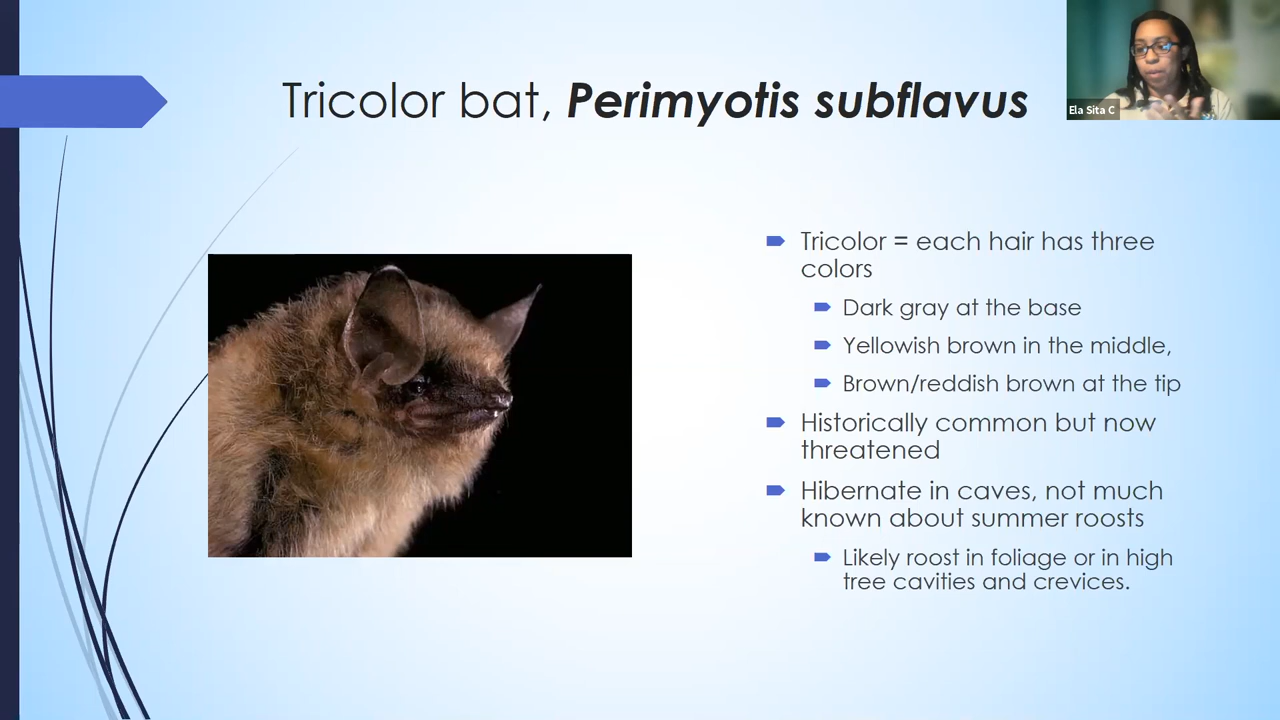 Tricolor bat, Perimyotis subflavus
Ela Sita C
Tricolor = each hair has three
colors
Dark gray at the base
Yellowish brown in the middle,
Brown/reddish brown at the tip
Historically common but now
threatened
Hibernate in caves, not much
known about summer roosts
Likely roost in foliage or in high
tree cavities and crevices.